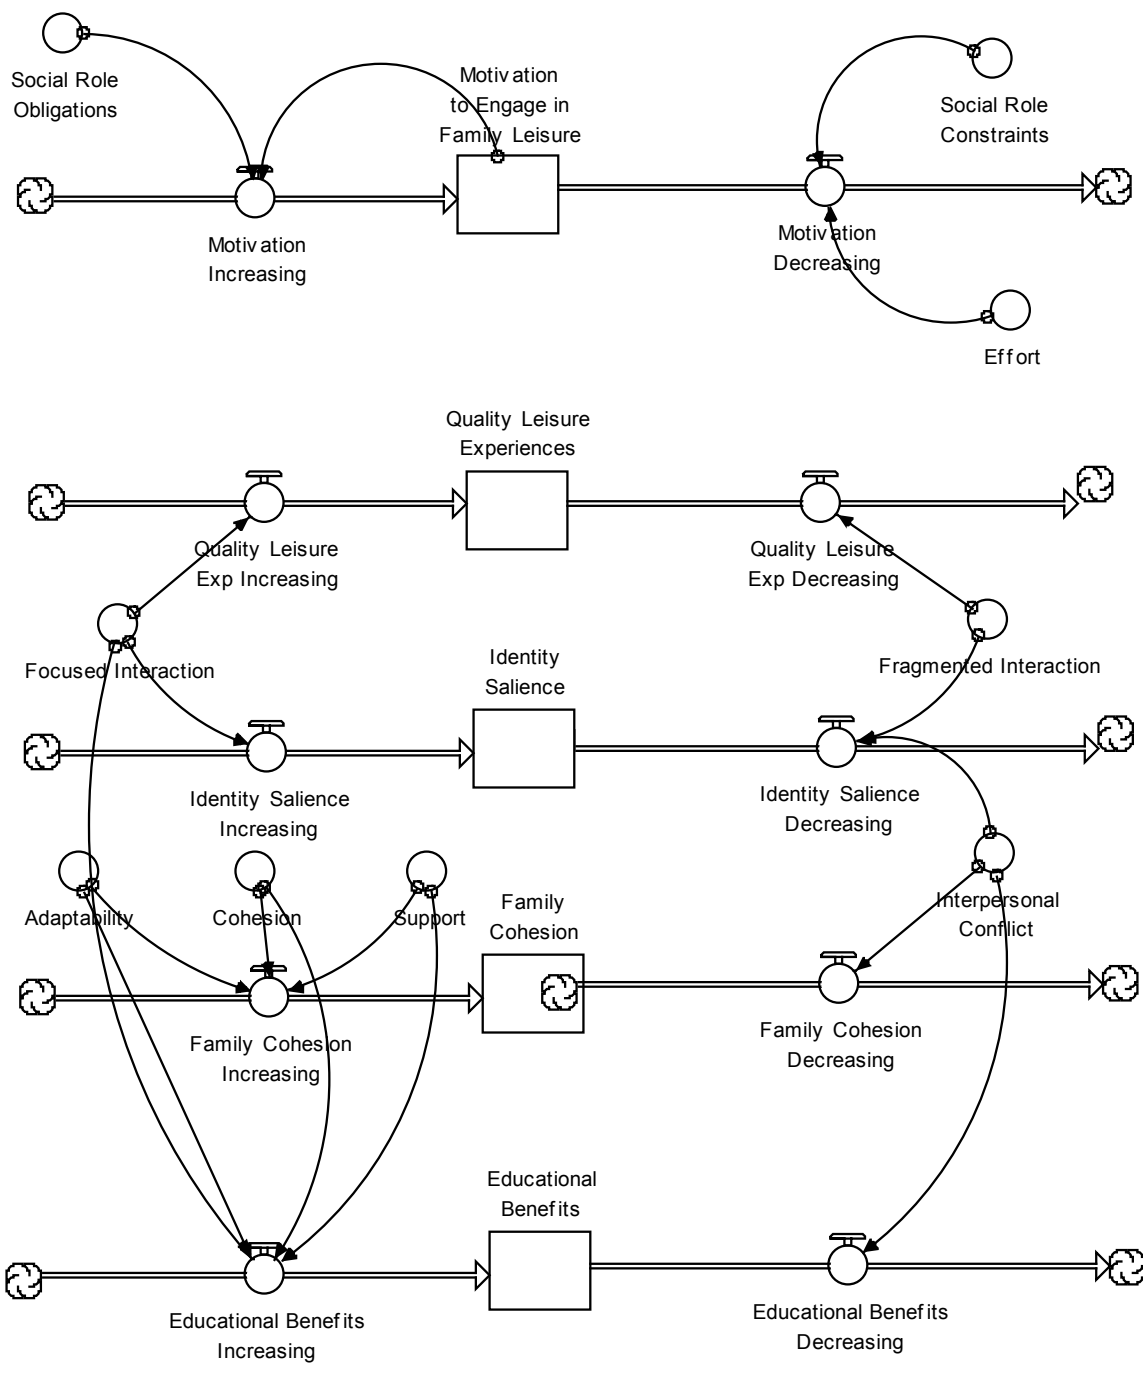 Social Role
Obligations
Motivation
to Engage in
Family Leisure
Social Role
Constraints
Motivation
Increasing
Motivation
Decreasing
Effort
Quality Leisure
Experiences
Quality Leisure
Exp Increasing
Quality Leisure
Exp Decreasing
Focused Interaction
Identity
Salience
Fragmented Interaction
Identity Salience
Increasing
Identity Salience
Decreasing
Adaptability
Cohesion
Support
Family
Cohesion
Interpersonal
Conflict
Family Cohesion
Increasing
Family Cohesion
Decreasing
Educational
Benefits
Educational Benefits
Increasing
Educational Benefits
Decreasing